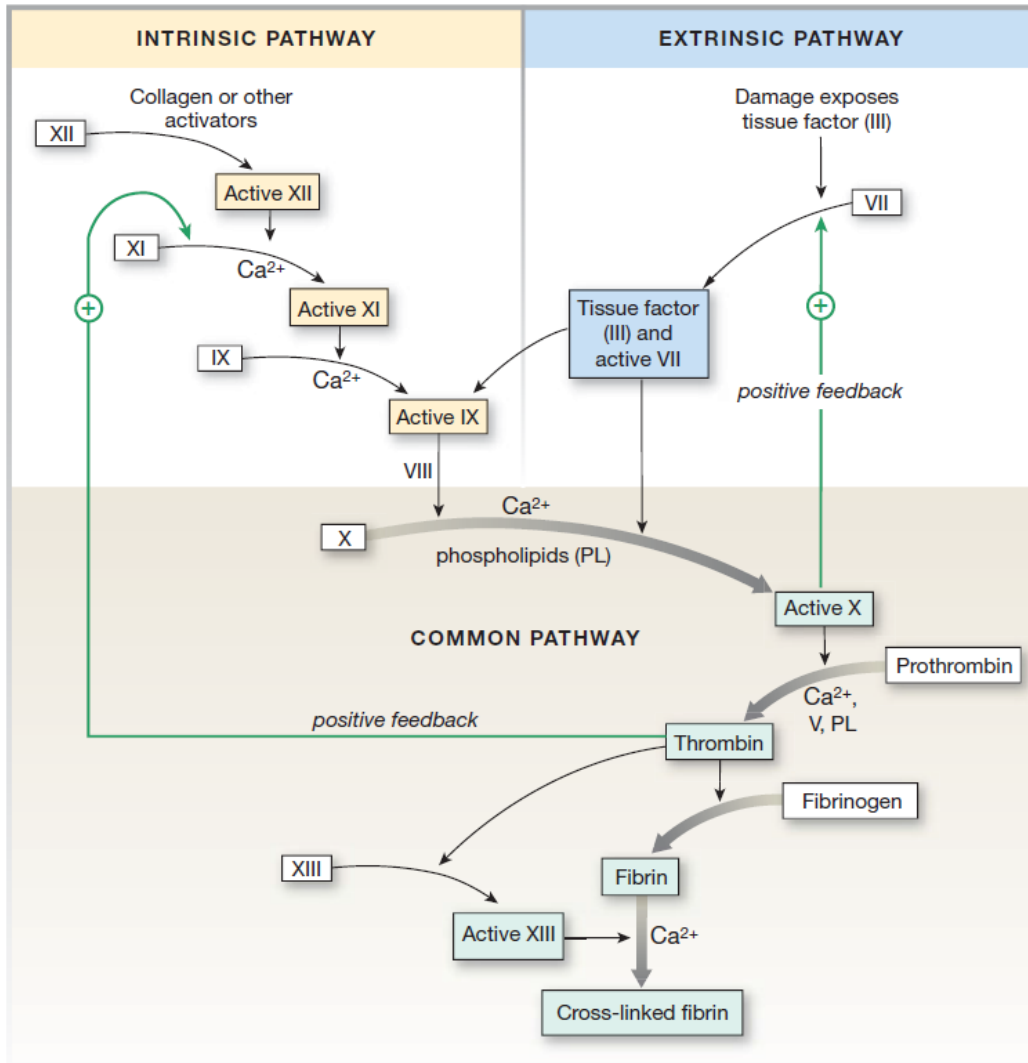 INTRINSIC PATHWAY
EXTRINSIC PATHWAY
Collagen or other
activators
XII
Active XII
XI
Ca²⁺
Active XI
IX
Ca²⁺
Active IX
VIII
+
Damage exposes
tissue factor (III)
VII
Tissue factor
(III) and
active VII
+
positive feedback
Ca²⁺
X
phospholipids (PL)
Active X
COMMON PATHWAY
Prothrombin
Ca²⁺,
V, PL
positive feedback
Thrombin
Fibrinogen
XIII
Fibrin
Active XIII
Ca²⁺
Cross-linked fibrin